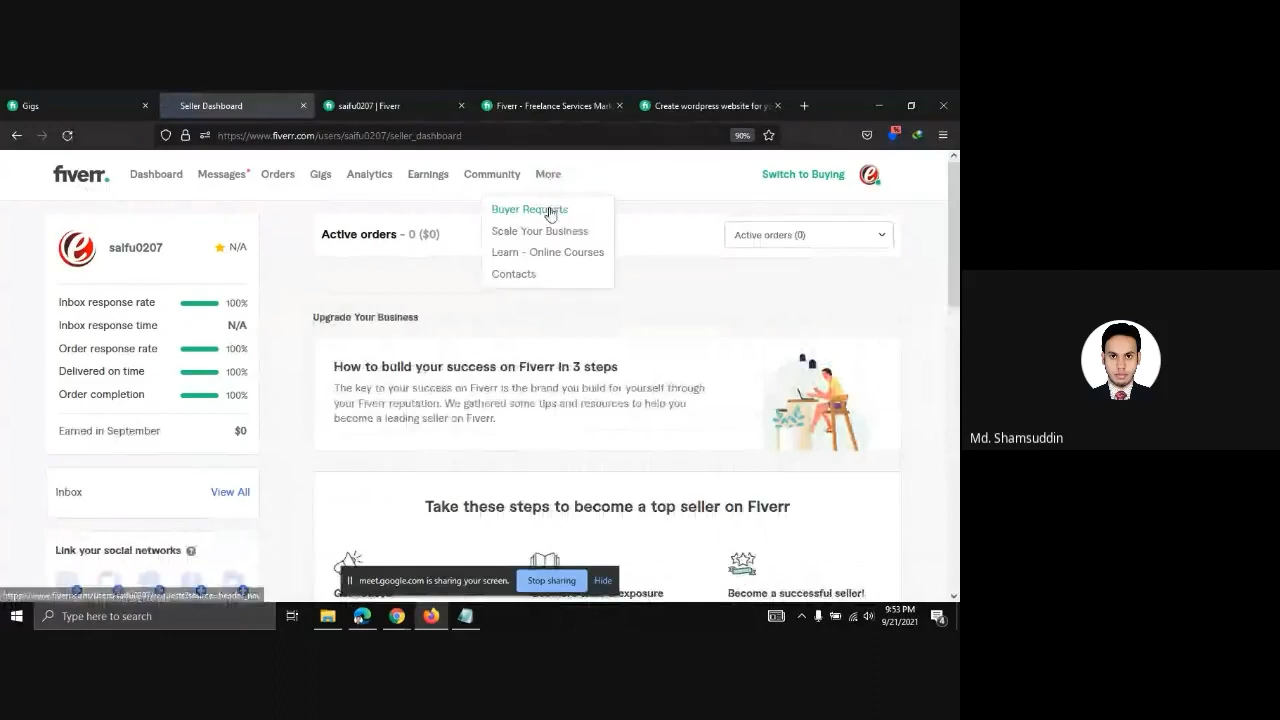 Gigs
Seller Dashboard
saifu0207 | Fiverr
Fiverr - Freelance Services Mark
Create wordpress website for yo
https://www.fiverr.com/users/saifu0207/seller_dashboard
90%
fiverr.
Dashboard
Messages
Orders
Gigs
Analytics
Earnings
Community
More
Switch to Buying
Buyer Requests
Scale Your Business
Learn - Online Courses
Contacts
saifu0207
N/A
Inbox response rate 100%
Inbox response time N/A
Order response rate 100%
Delivered on time 100%
Order completion 100%
Earned in September $0
Inbox View All
Link your social networks
Active orders - 0 ($0)
Active orders (0)
Upgrade Your Business
How to build your success on Fiverr in 3 steps
The key to your success on Fiverr is the brand you build for yourself through
your Fiverr reputation. We gathered some tips and resources to help you
become a leading seller on Fiverr.
Take these steps to become a top seller on Fiverr
exposure
Become a successful seller!
meet.google.com is sharing your screen.
Stop sharing
Hide
Type here to search
9:53 PM
9/21/2021
4
Md. Shamsuddin